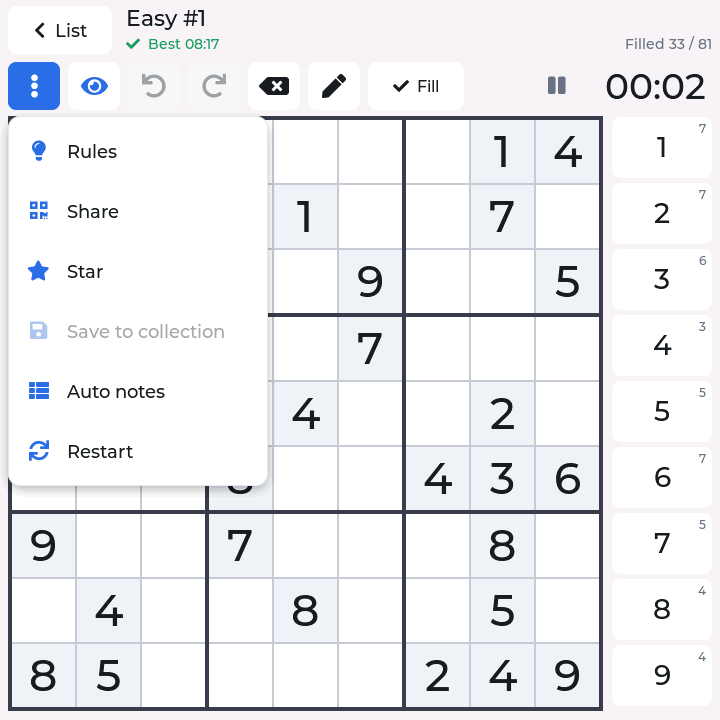 List
Easy #1
Best 08:17
Filled 33 / 81
Fill
00:02
Rules
Share
Star
Save to collection
Auto notes
Restart
1 4
1 7
9 5
7
4 2
4 3 6
9 7 8
4 8 5
8 5 2 4 9
1 7
2 7
3 6
4 3
5 5
6 7
7 5
8 4
9 4